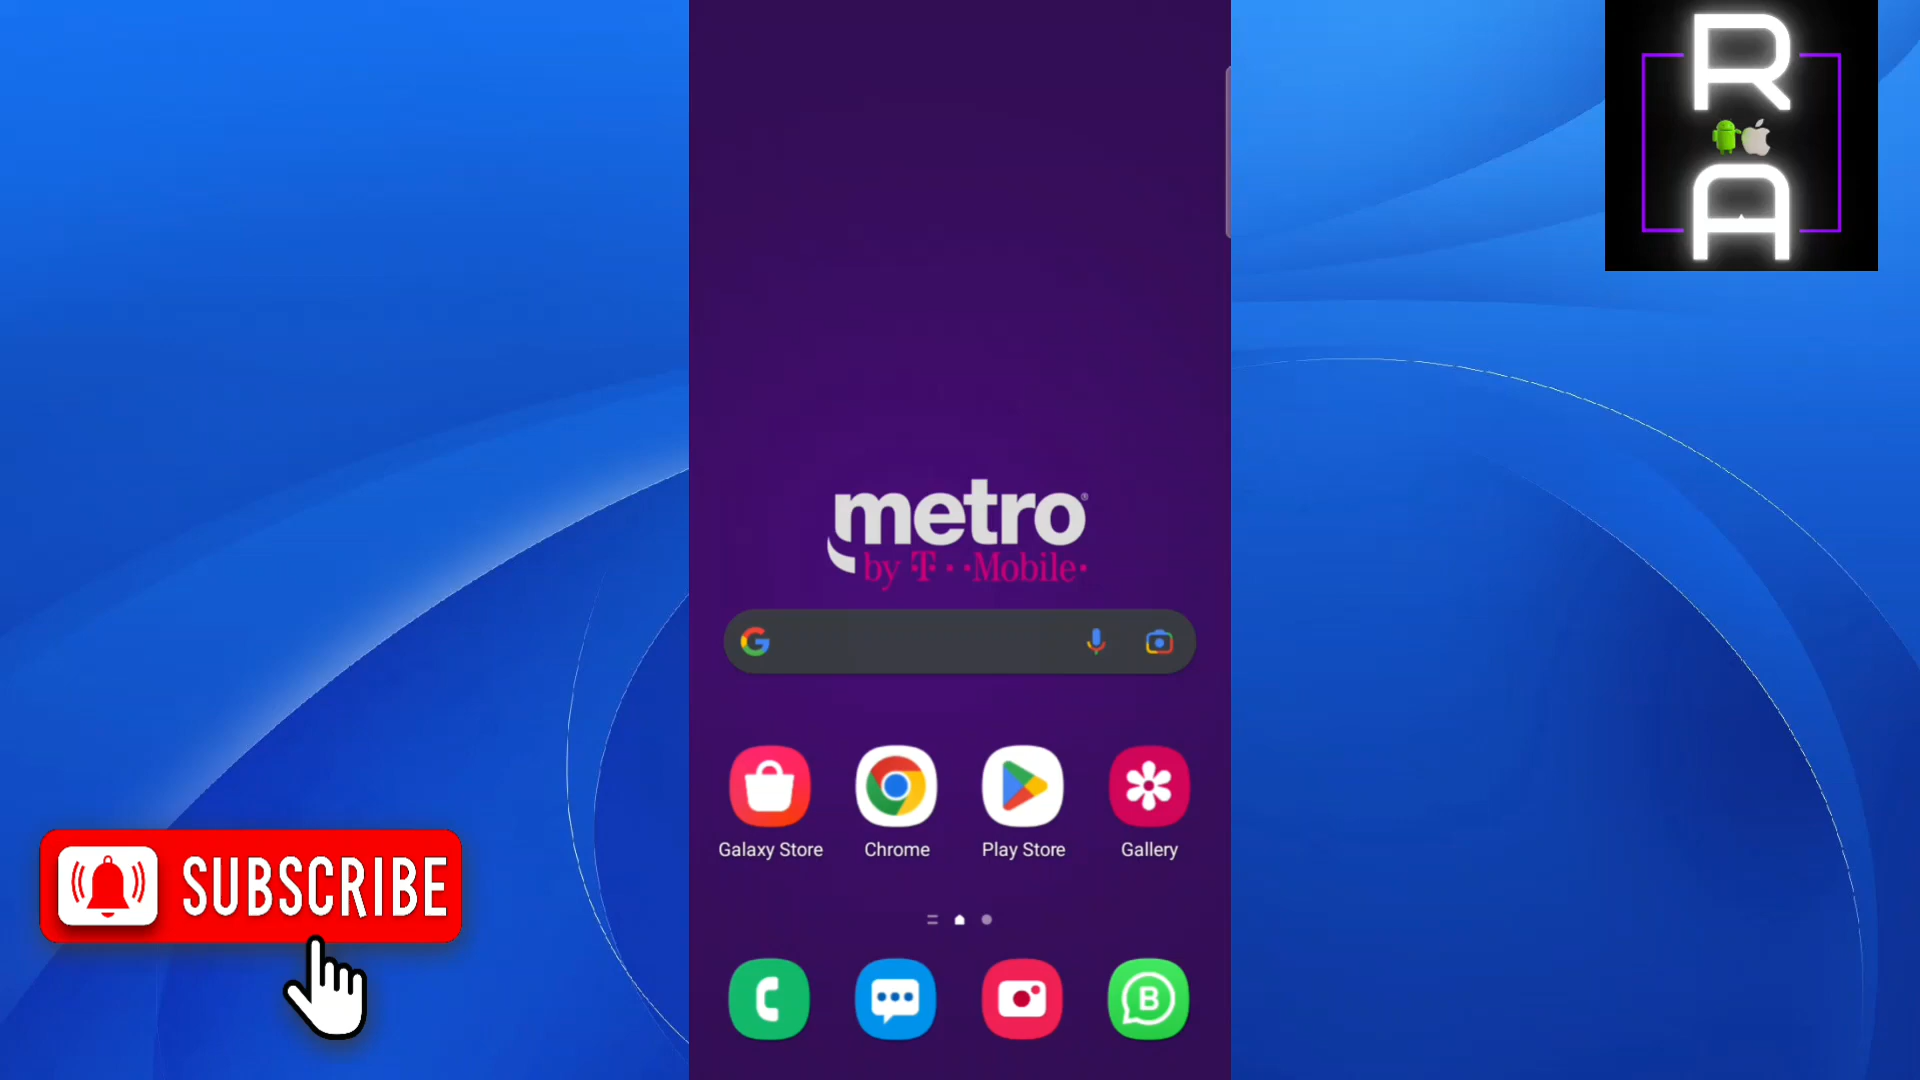 R
A
metro®
by T··Mobile·
G
Galaxy Store
Chrome
Play Store
Gallery
SUBSCRIBE
B